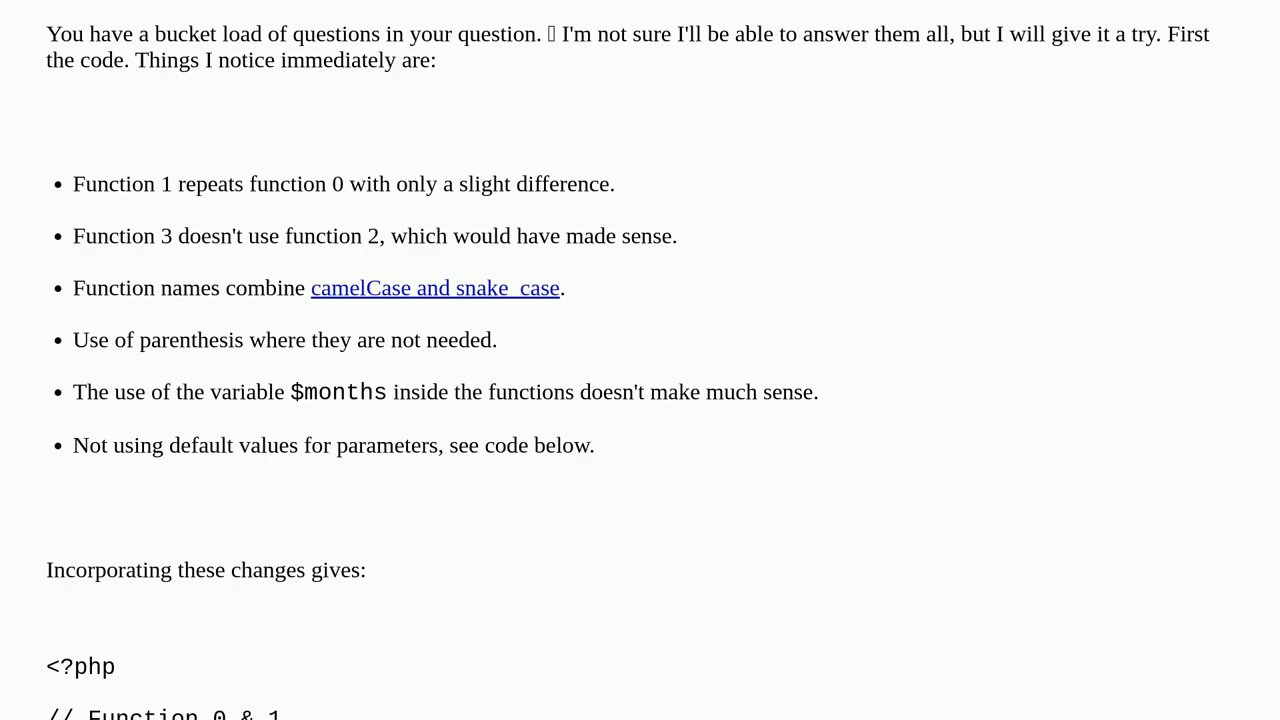 You have a bucket load of questions in your question. I'm not sure I'll be able to answer them all, but I will give it a try. First
the code. Things I notice immediately are:
• Function 1 repeats function 0 with only a slight difference.
• Function 3 doesn't use function 2, which would have made sense.
• Function names combine camelCase and snake_case.
• Use of parenthesis where they are not needed.
• The use of the variable $months inside the functions doesn't make much sense.
• Not using default values for parameters, see code below.
Incorporating these changes gives:
<?php
// Function 0 & 1